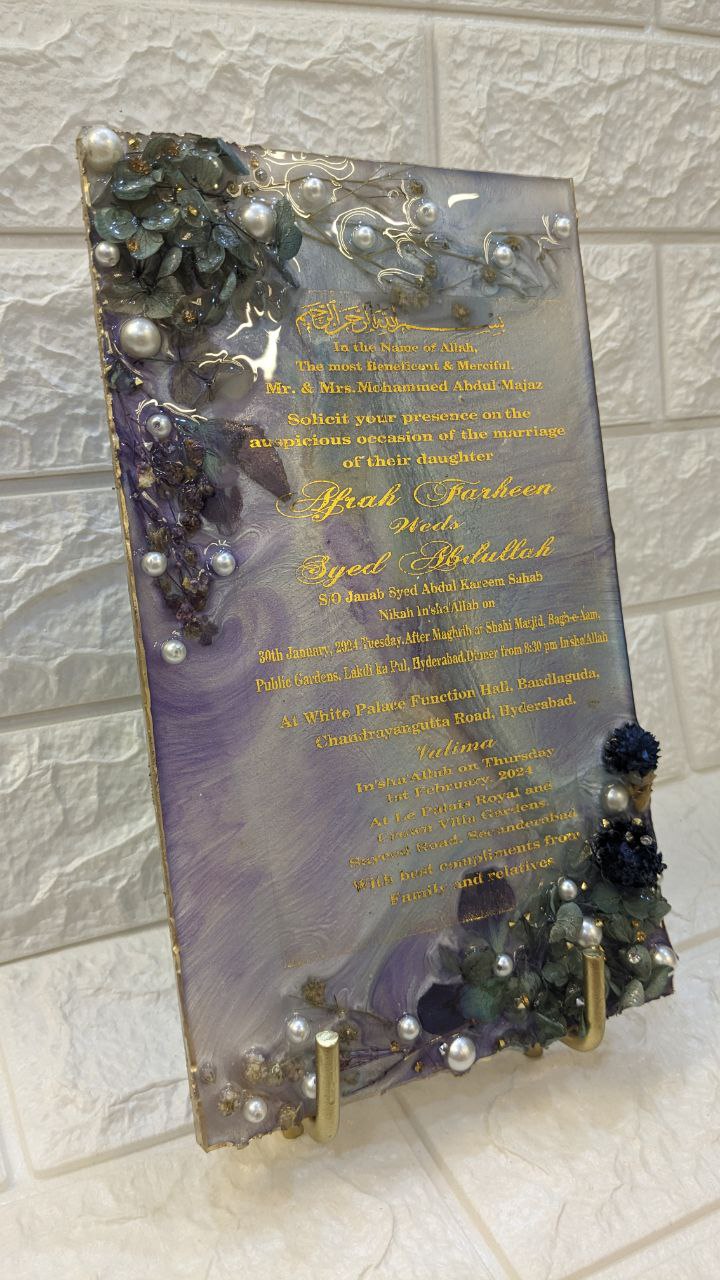 بسم الله الرحمن الرحيم
In the Name of Allah,
The most Beneficent & Merciful.
Mr. & Mrs.Mohammed Abdul Majaz
Solicit your presence on the
auspicious occasion of the marriage
of their daughter
Afrah Farheen
Weds
Syed Abdullah
S/O Janab Syed Abdul Kareem Sahab
Nikah In'sha'Allah on
30th January, 2024 Tuesday.After Maghrib at Shahi Masjid, Bagh-e-Aam,
Public Gardens, Lakdi ka Pul, Hyderabad.Dinner from 8:30 pm In'sha'Allah
At White Palace Function Hall, Bandlaguda,
Chandrayangutta Road, Hyderabad.
Valima
In'sha'Allah on Thursday
1st February, 2024
At Le Palais Royal and
Crown Villa Gardens,
Road, Secunderabad
With best compliments from
Family and relatives